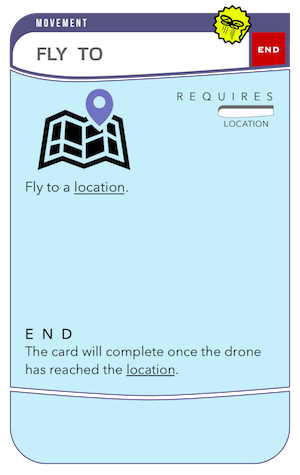 MOVEMENT
FLY TO
END
REQUIRES
LOCATION
Fly to a location.
END
The card will complete once the drone
has reached the location.